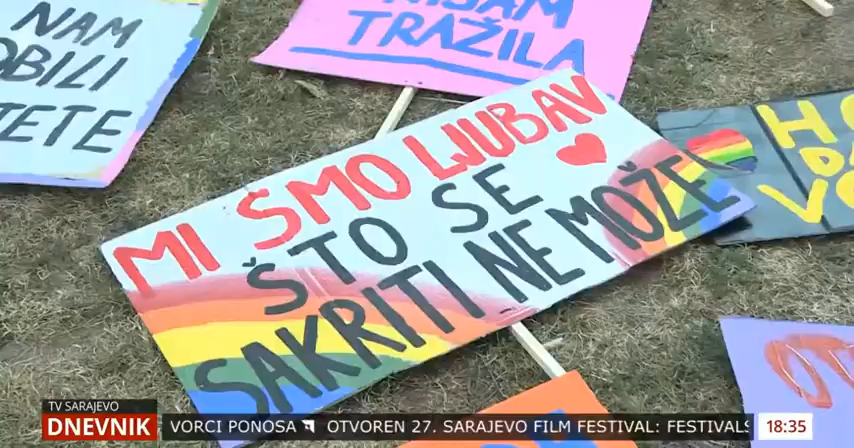 NAM
TETE
TRAŽILA
MI SMO LJUBAV
ŠTO SE
SAKRITI NE MOŽE
TV SARAJEVO
DNEVNIK
VORCI PONOSA
OTVOREN 27. SARAJEVO FILM FESTIVAL: FESTIVALS
18:35